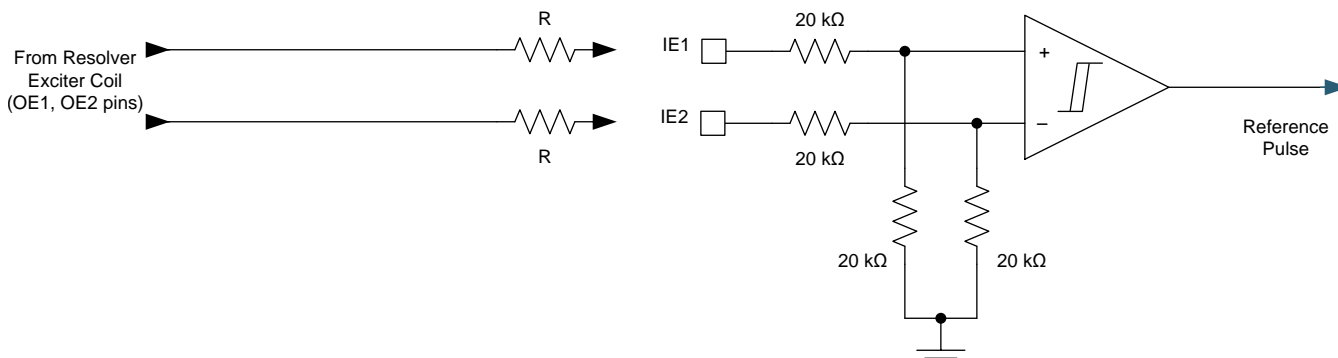 From Resolver
Exciter Coil
(OE1, OE2 pins)
R
R
IE1
IE2
20 kΩ
20 kΩ
20 kΩ
20 kΩ
+
−
Reference
Pulse